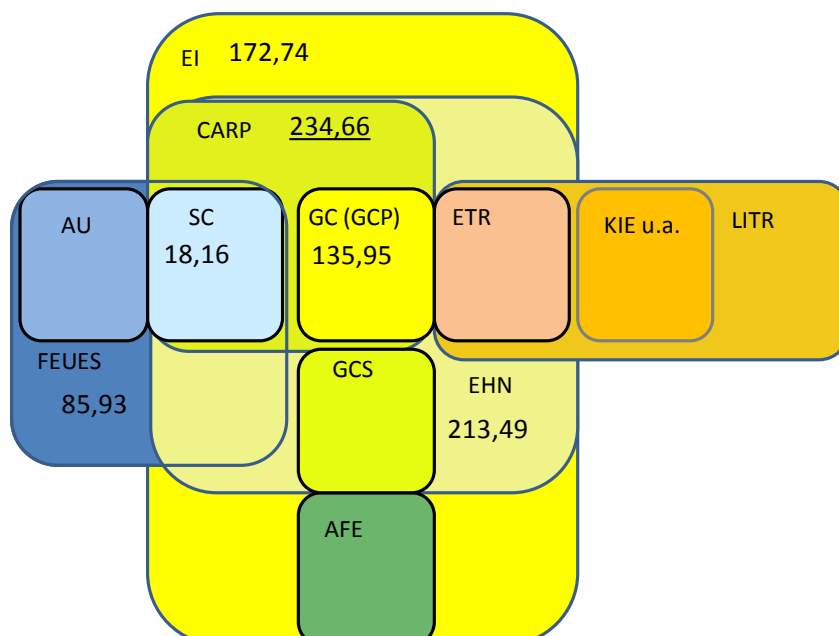 EI 172,74
CARP 234,66
AU
SC
18,16
GC (GCP)
135,95
ETR
KIE u.a.
LITR
FEUES
85,93
GCS
EHN
213,49
AFE